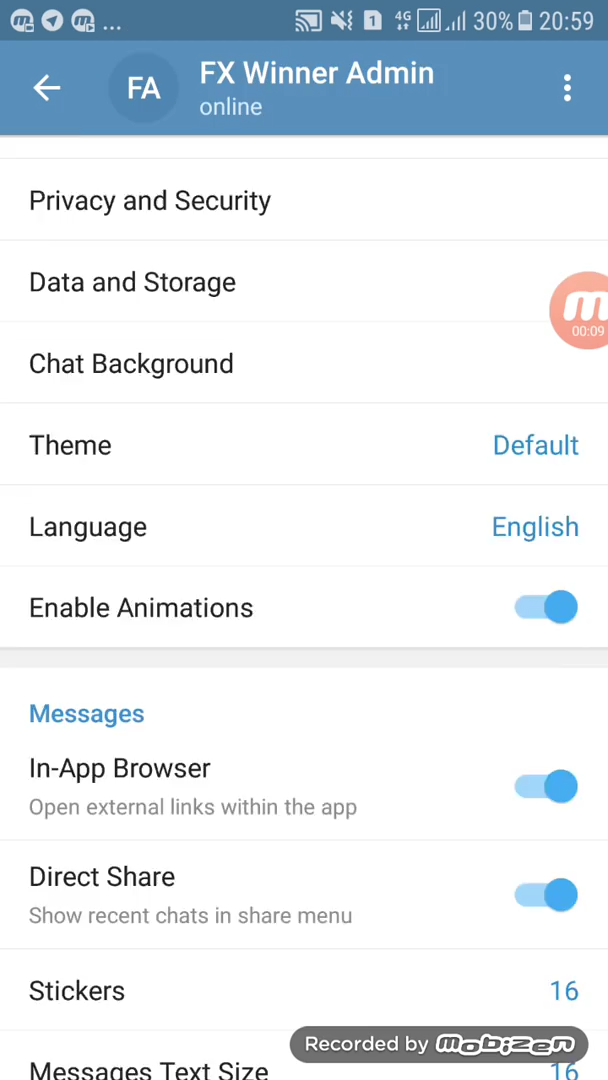 ... 1 4G 30% 20:59
FA FX Winner Admin
online
Privacy and Security
Data and Storage
00:09
Chat Background
Theme Default
Language English
Enable Animations
Messages
In-App Browser
Open external links within the app
Direct Share
Show recent chats in share menu
Stickers 16
Recorded by mobizen
Messages Text Size 16